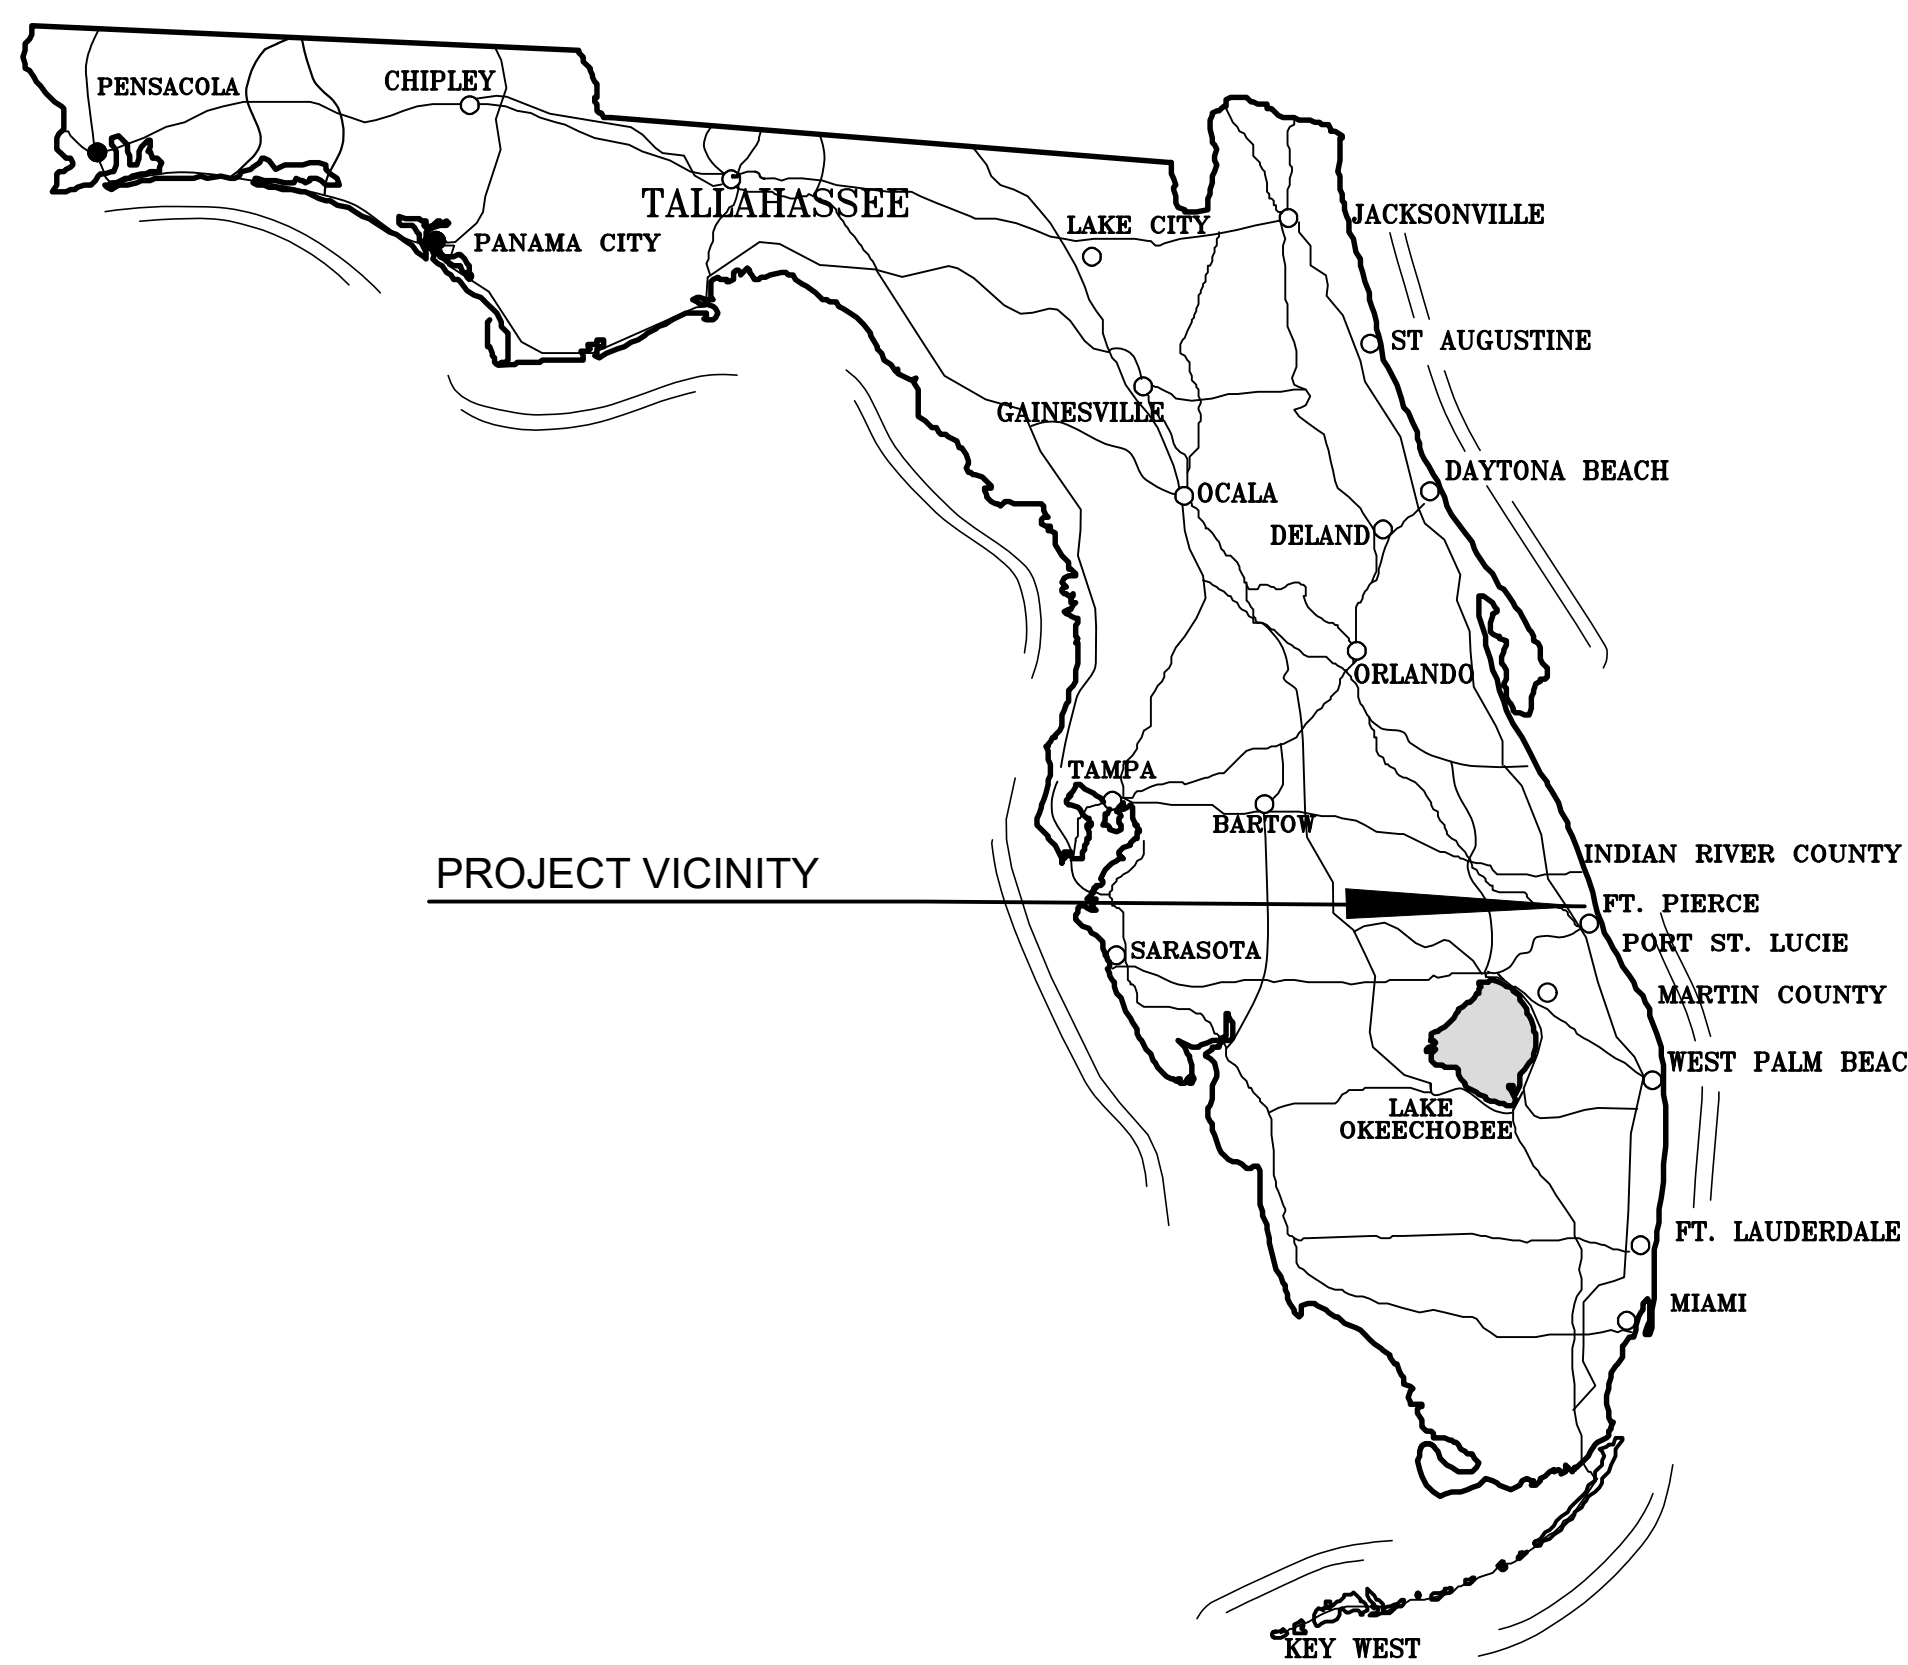 PENSACOLA
CHIPLEY
TALLAHASSEE
PANAMA CITY
LAKE CITY
JACKSONVILLE
ST AUGUSTINE
GAINESVILLE
DAYTONA BEACH
OCALA
DELAND
ORLANDO
TAMPA
BARTOW
INDIAN RIVER COUNTY
PROJECT VICINITY
FT. PIERCE
PORT ST. LUCIE
SARASOTA
MARTIN COUNTY
WEST PALM BEAC
LAKE
OKEECHOBEE
FT. LAUDERDALE
MIAMI
KEY WEST